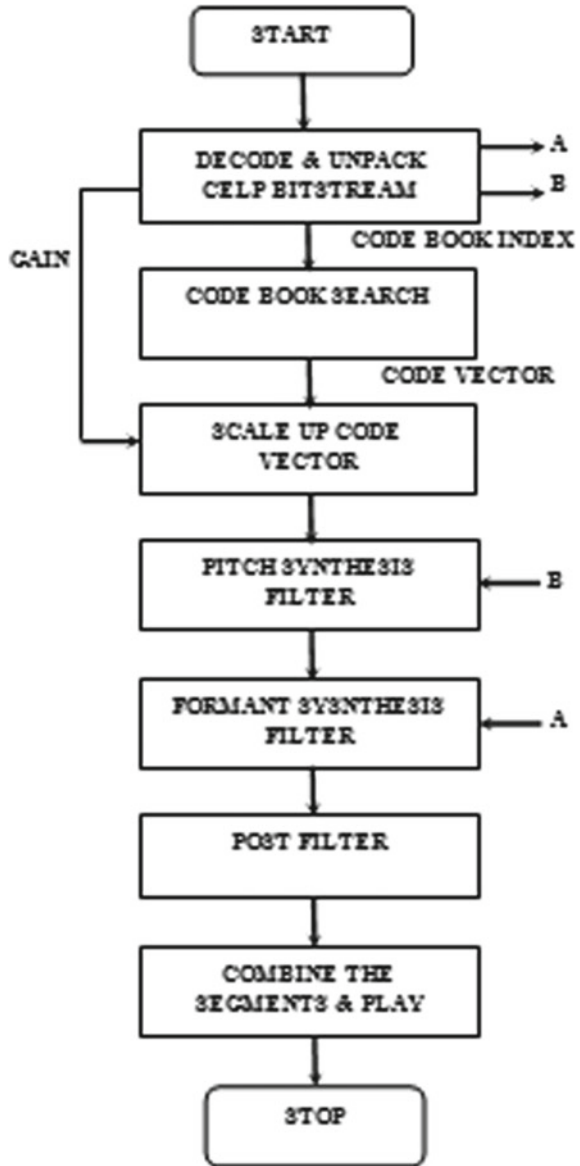 START
DECODE & UNPACK
CELP BITSTREAM
A
B
GAIN
CODE BOOK INDEX
CODE BOOK SEARCH
CODE VECTOR
SCALE UP CODE
VECTOR
PITCH SYNTHESIS
FILTER
B
FORMANT SYSNTHESIS
FILTER
A
POST FILTER
COMBINE THE
SEGMENTS & PLAY
STOP